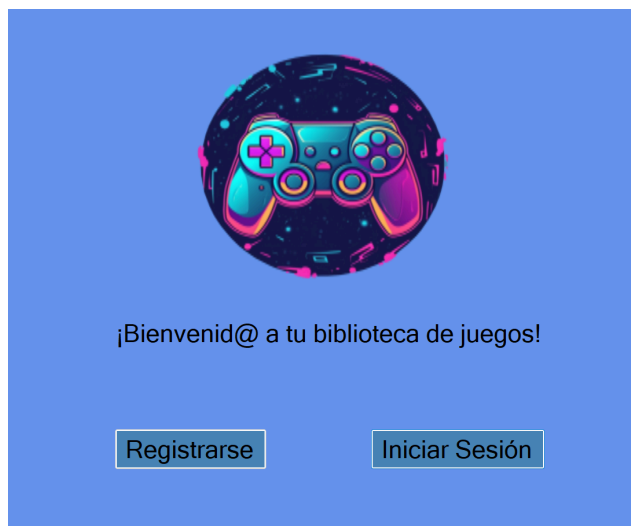 ¡Bienvenid@ a tu biblioteca de juegos!
Registrarse
Iniciar Sesión